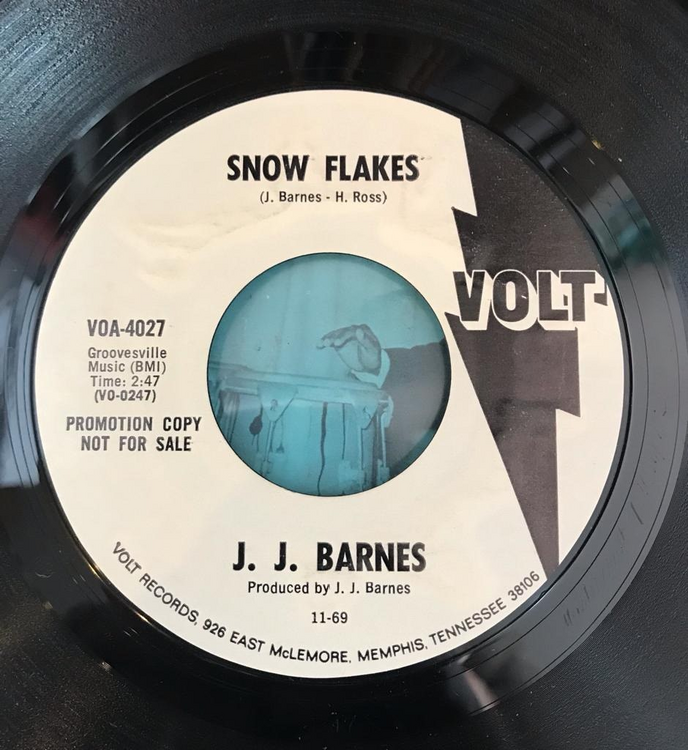 SNOW FLAKES
(J. Barnes - H. Ross)
VOLT
VOA-4027
Groovesville
Music (BMI)
Time: 2:47
(VO-0247)
PROMOTION COPY
NOT FOR SALE
J. J. BARNES
Produced by J. J. Barnes
11-69
VOLT RECORDS, 926 EAST McLEMORE, MEMPHIS, TENNESSEE 38106